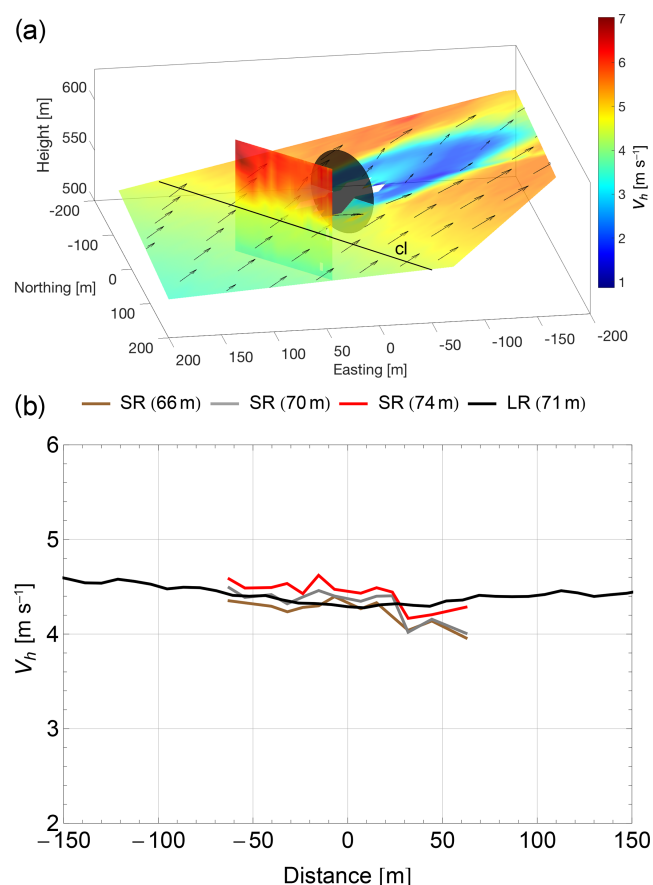 (a)
7
6
5
4
3
2
1
V_h [m s⁻¹]
Height [m]
600
550
500
-200
-100
0
100
200
Northing [m]
200
150
100
50
0
-50
-100
-150
-200
Easting [m]
cl
(b)
SR (66 m) SR (70 m) SR (74 m) LR (71 m)
6
5
4
3
2
V_h [m s⁻¹]
−150 −100 −50 0 50 100 150
Distance [m]